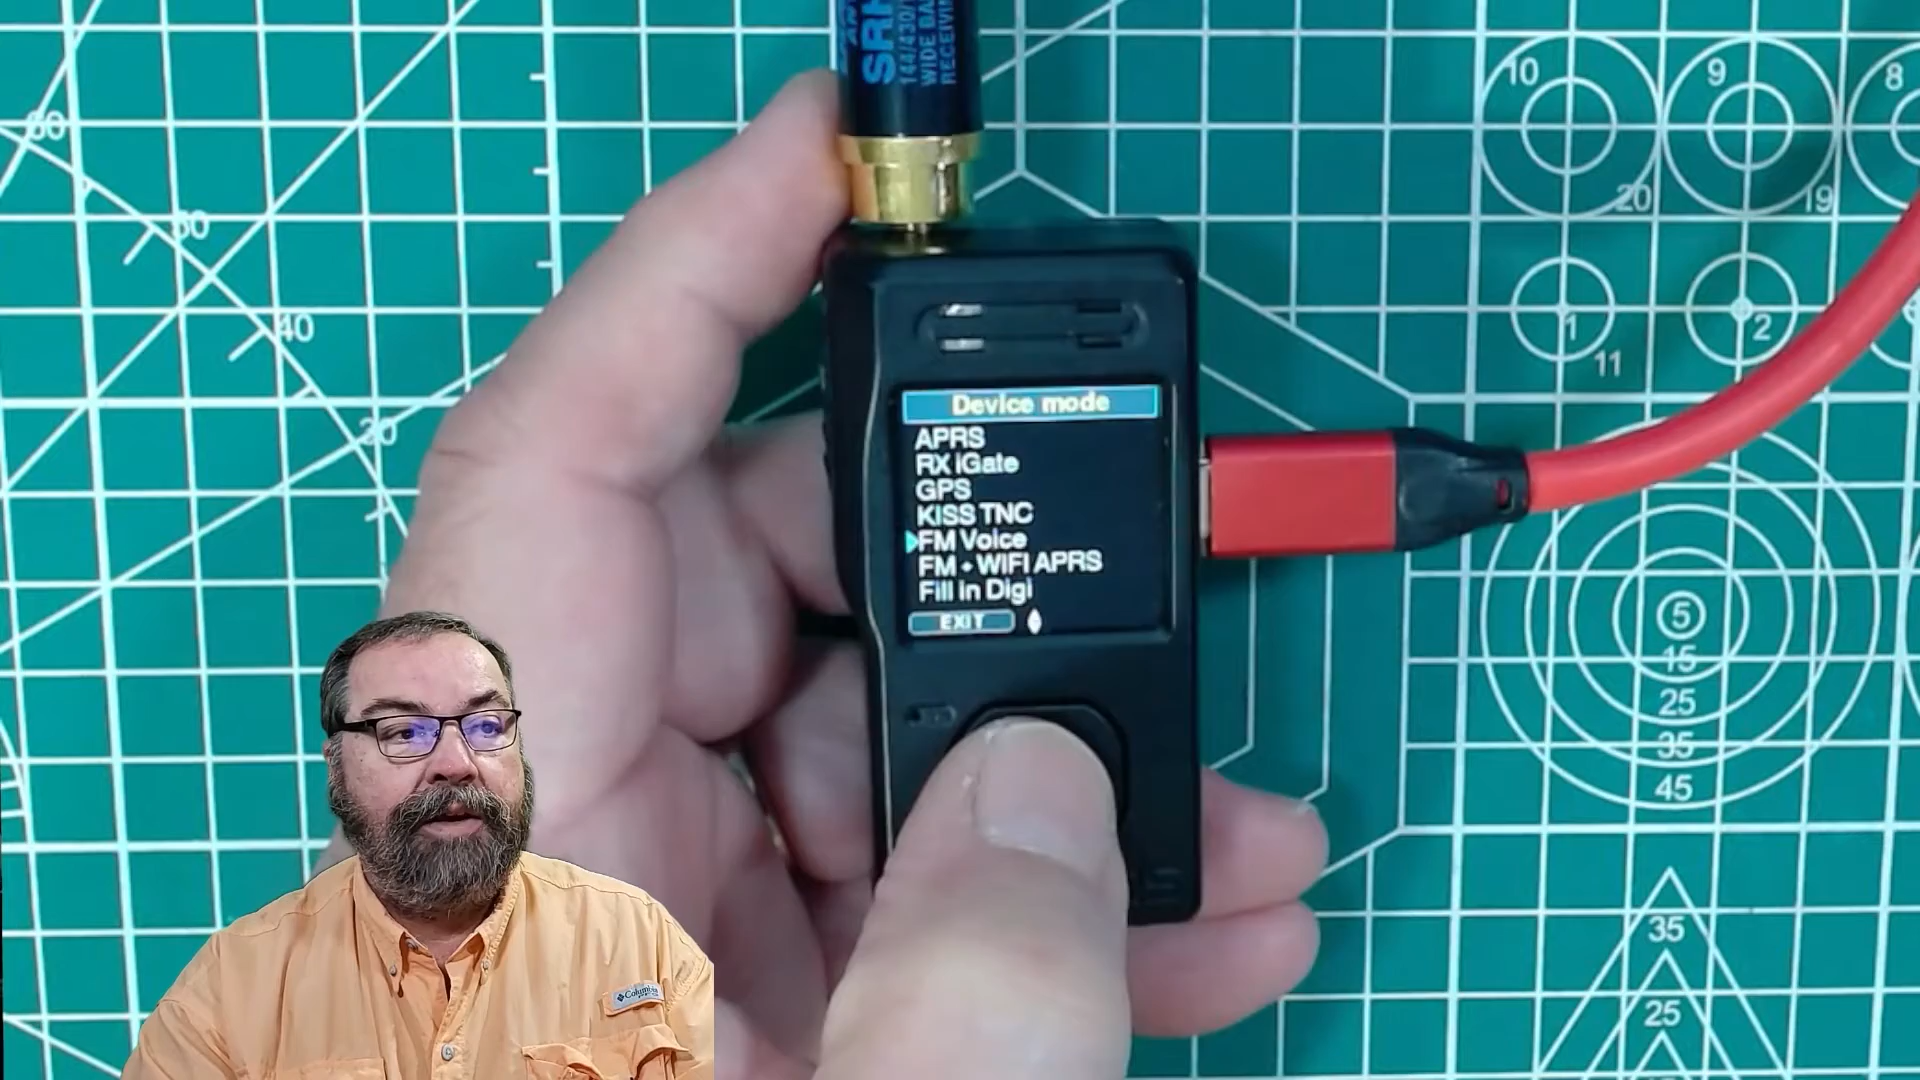 SRH
144/430/1
WIDE BA
RECEIVIN
Device mode
APRS
RX iGate
GPS
KISS TNC
FM Voice
FM + WIFI APRS
Fill in Digi
EXIT
10
9
8
20
19
60
50
40
30
1
2
11
5
15
25
35
45
35
25
Columbia